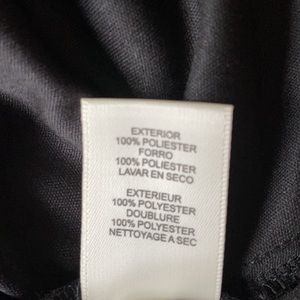 EXTERIOR
100% POLIESTER
FORRO
100% POLIESTER
LAVAR EN SECO
EXTERIEUR
100% POLYESTER
DOUBLURE
100% POLYESTER
NETTOYAGE A SEC